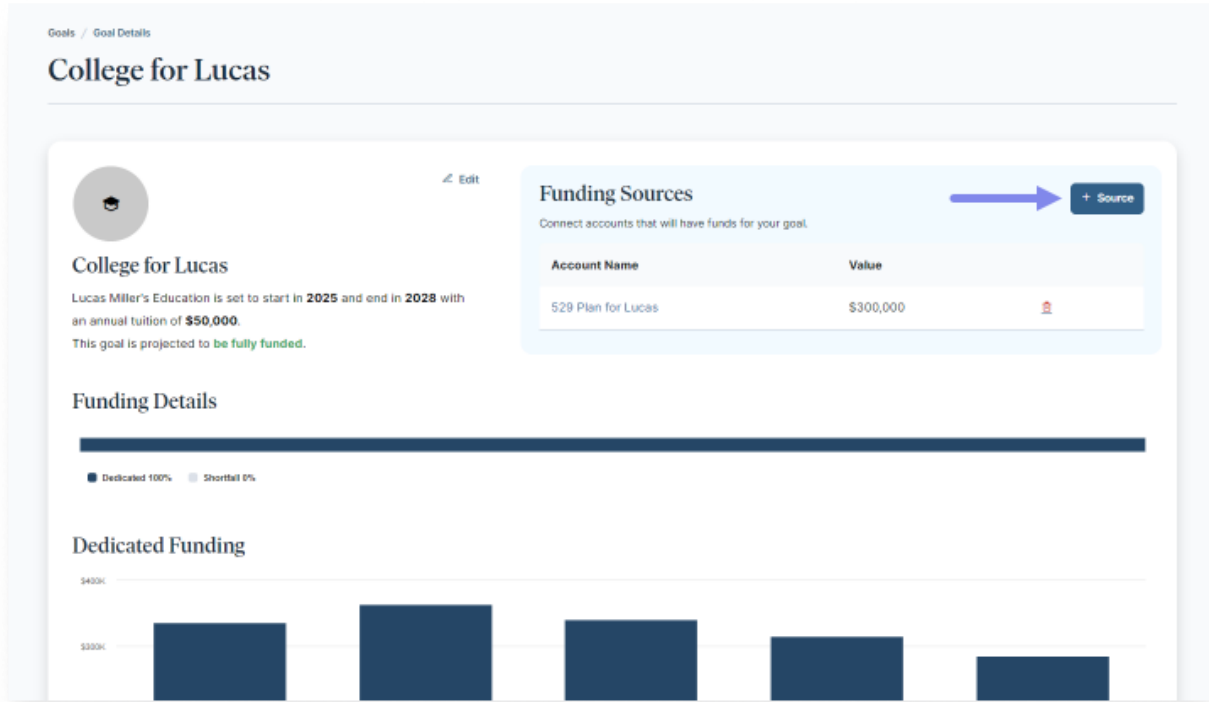 Goals / Goal Details
College for Lucas
Edit
College for Lucas
Lucas Miller's Education is set to start in 2025 and end in 2028 with
an annual tuition of $50,000.
This goal is projected to be fully funded.
Funding Sources
+ Source
Connect accounts that will have funds for your goal.
Account Name Value
529 Plan for Lucas $300,000
Funding Details
Dedicated 100% Shortfall 0%
Dedicated Funding
$400K
$300K